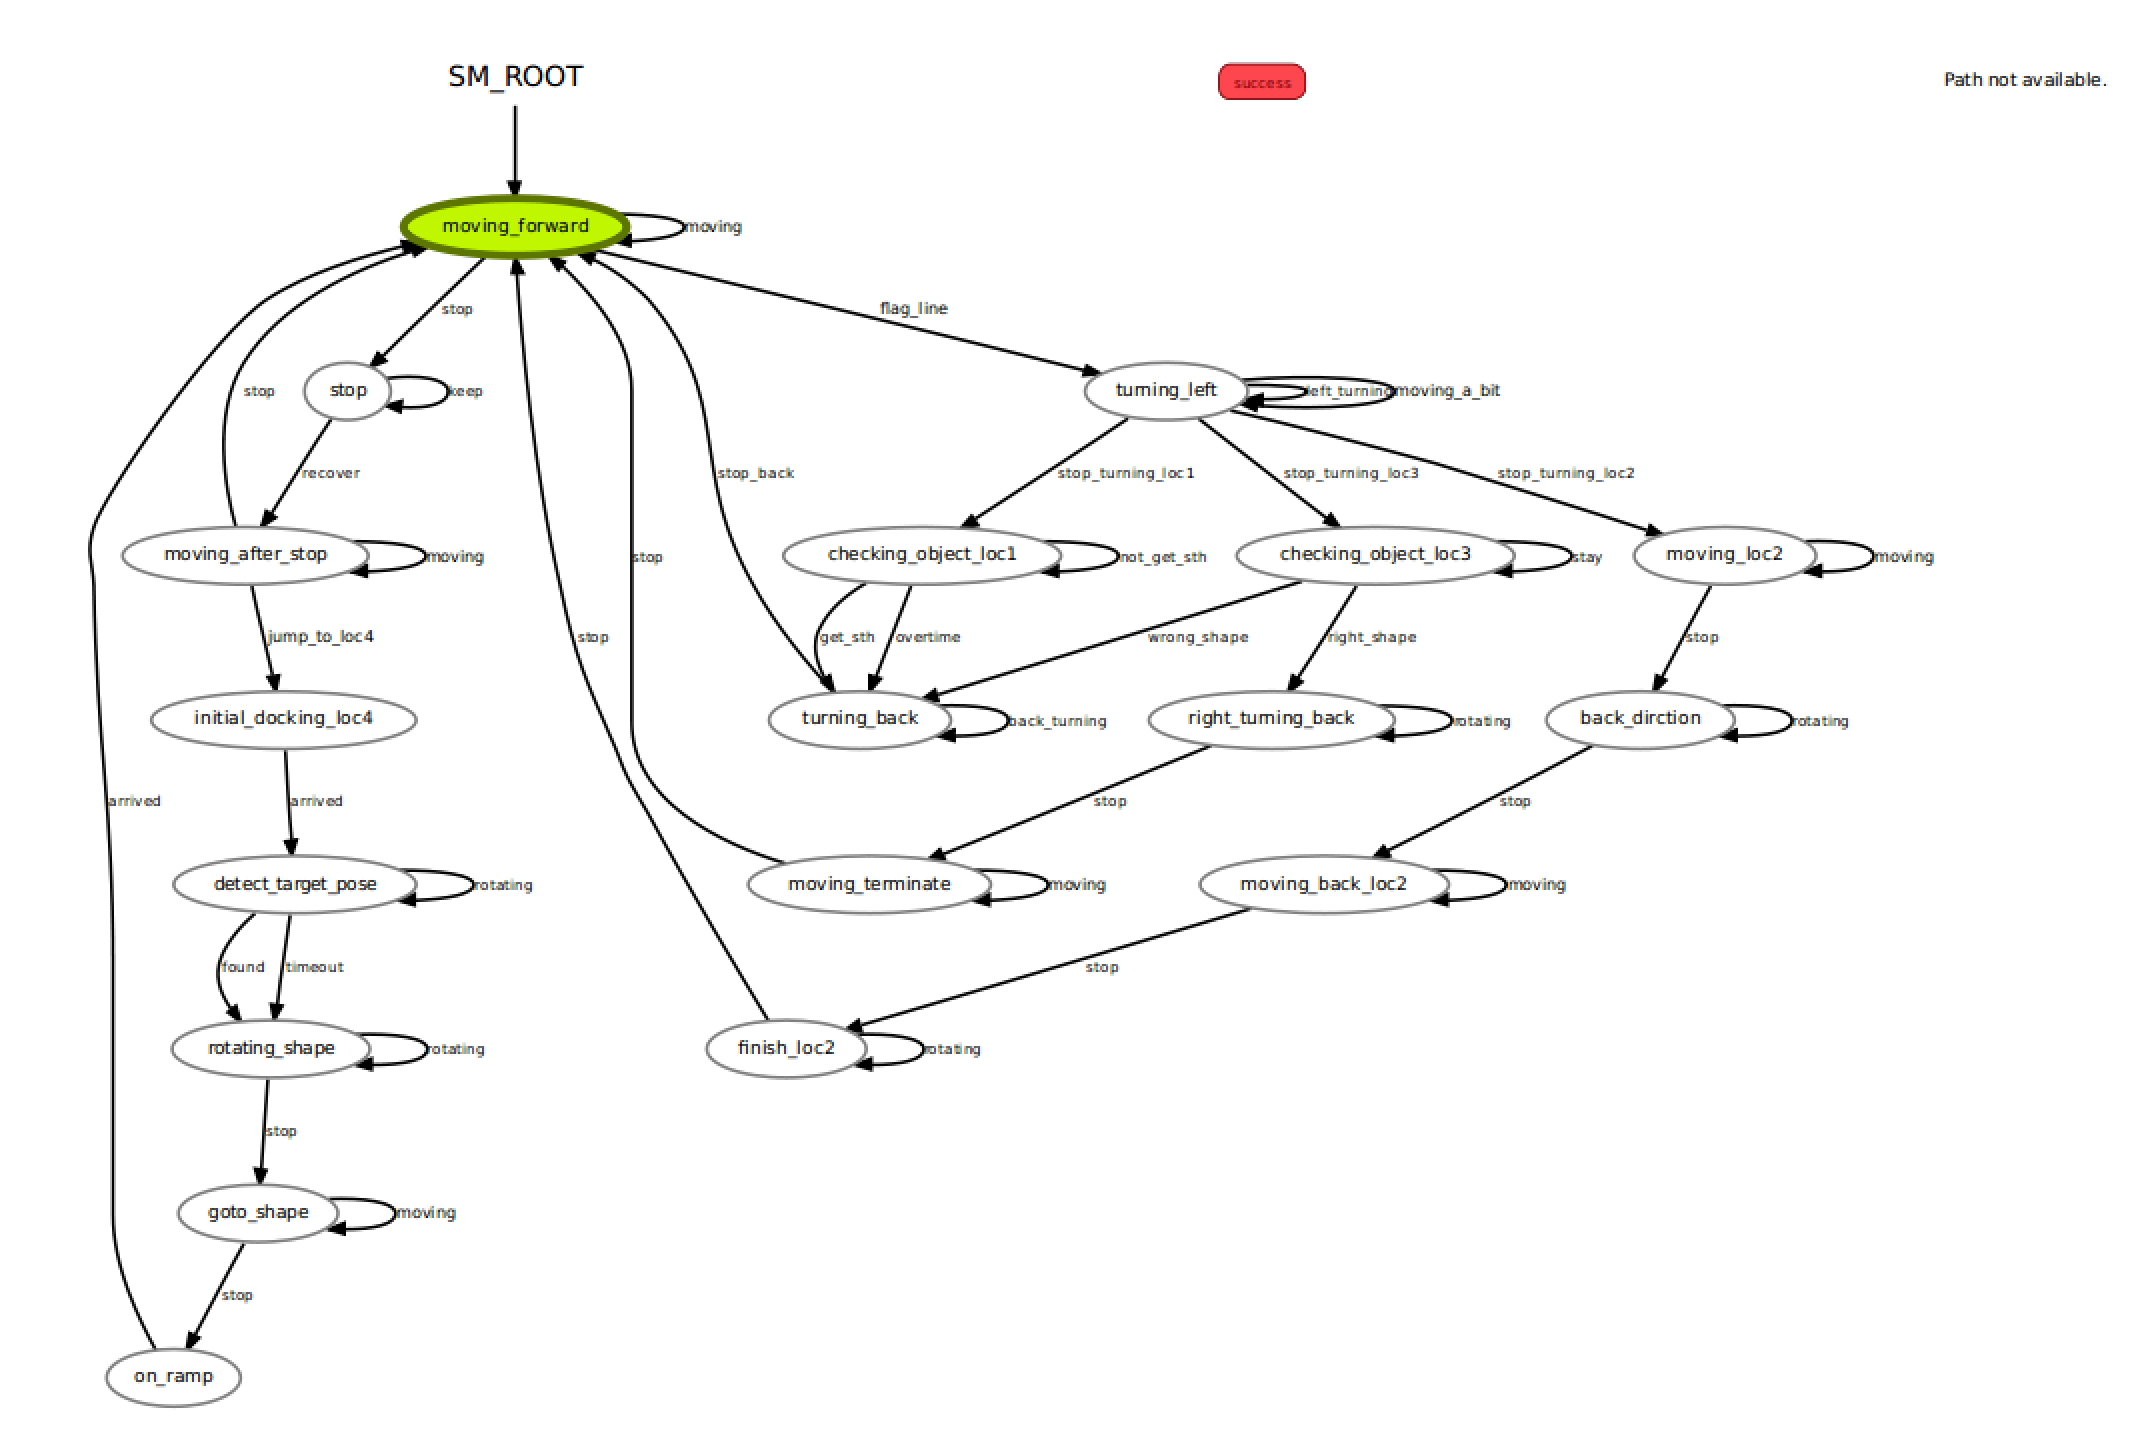 SM_ROOT
success
Path not available.
moving_forward
moving
stop
flag_line
stop
stop
keep
turning_left
left_turning
moving_a_bit
recover
stop_back
stop_turning_loc1
stop_turning_loc3
stop_turning_loc2
moving_after_stop
moving
stop
checking_object_loc1
not_get_sth
checking_object_loc3
stay
moving_loc2
moving
jump_to_loc4
stop
get_sth
overtime
wrong_shape
right_shape
stop
initial_docking_loc4
turning_back
back_turning
right_turning_back
rotating
back_dirction
rotating
arrived
arrived
stop
stop
detect_target_pose
rotating
moving_terminate
moving
moving_back_loc2
moving
found
timeout
stop
rotating_shape
rotating
finish_loc2
rotating
stop
goto_shape
moving
stop
on_ramp